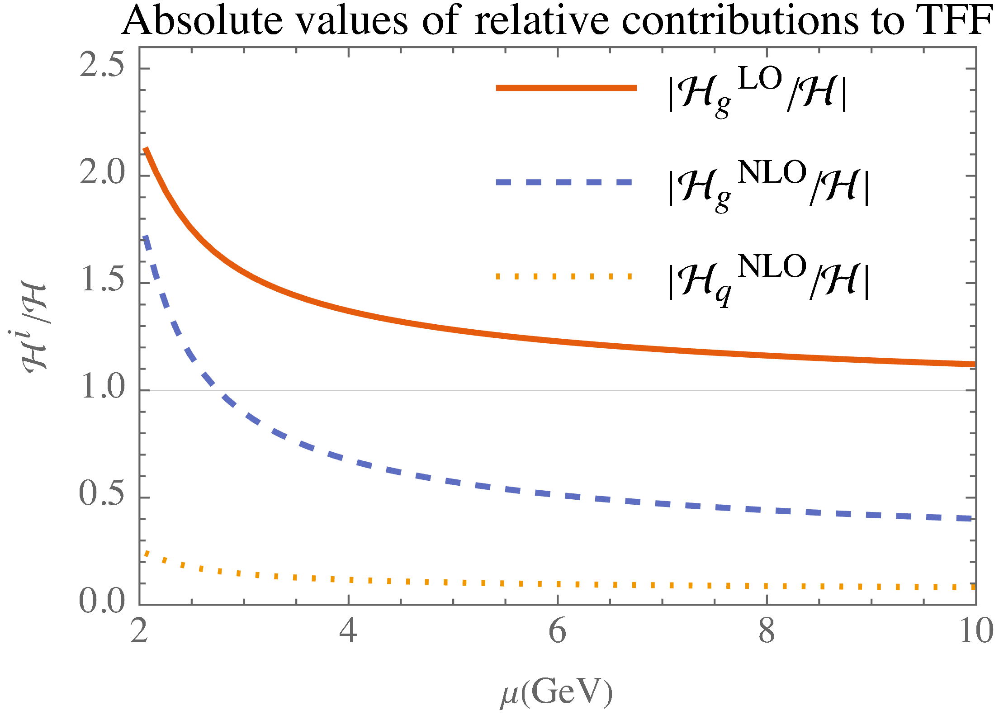 Absolute values of relative contributions to TFF
2.5
2.0
1.5
1.0
0.5
0.0
ℋⁱ/ℋ
|ℋ_g^LO/ℋ|
|ℋ_g^NLO/ℋ|
|ℋ_q^NLO/ℋ|
2 4 6 8 10
μ(GeV)